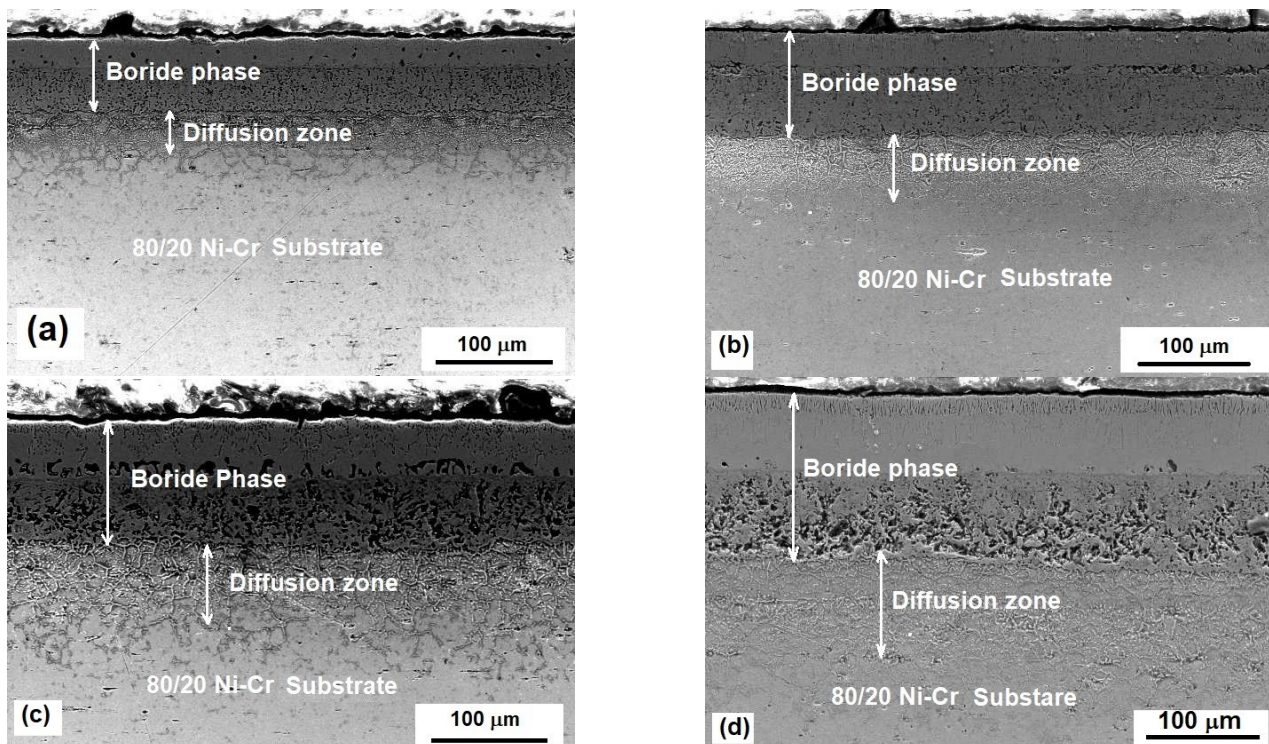 Boride phase
Diffusion zone
80/20 Ni-Cr Substrate
(a)
100 μm
Boride phase
Diffusion zone
80/20 Ni-Cr Substrate
(b)
100 μm
Boride Phase
Diffusion zone
80/20 Ni-Cr Substrate
(c)
100 μm
Boride phase
Diffusion zone
80/20 Ni-Cr Substare
(d)
100 μm